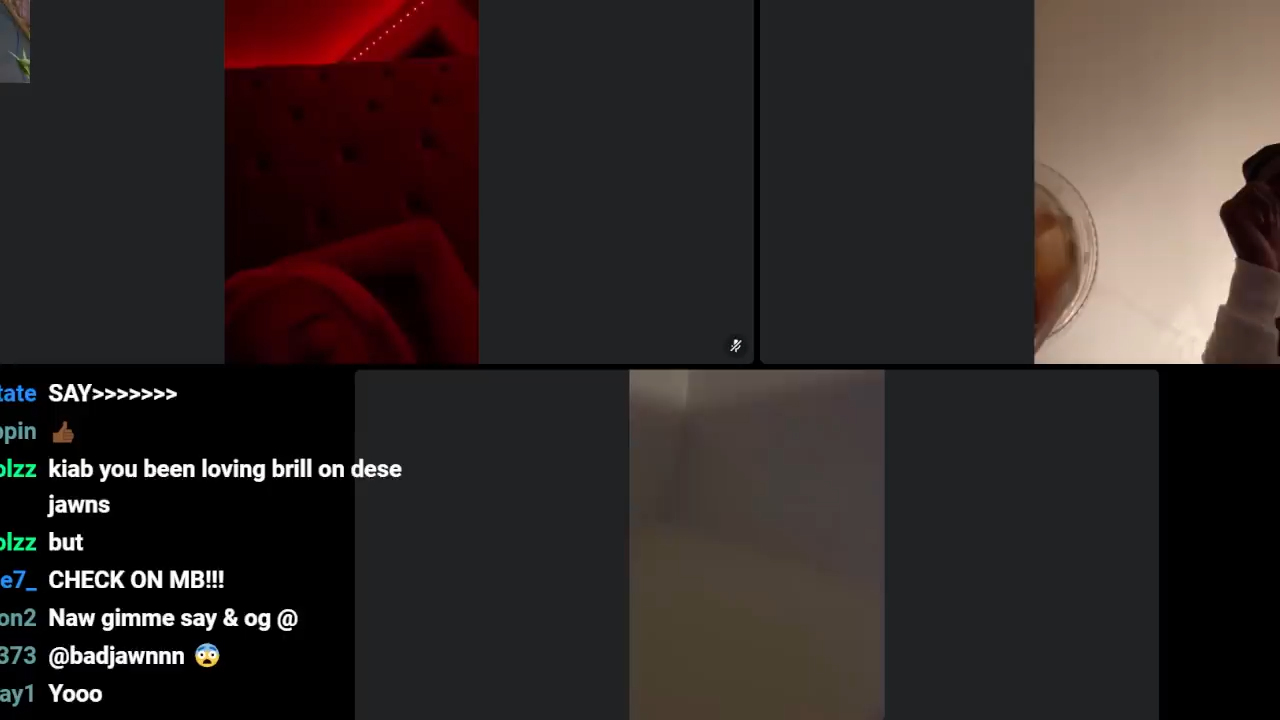 tate SAY>>>>>>>
ppin 👍🏾
olzz kiab you been loving brill on dese
jawns
olzz but
e7_ CHECK ON MB!!!
on2 Naw gimme say & og @
373 @badjawnnn 😨
ay1 Yooo